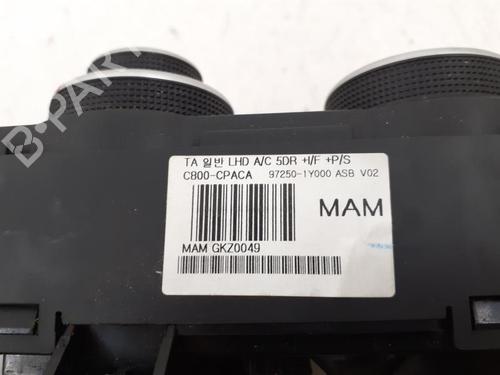 B-PARTS
TA 일반 LHD A/C 5DR +I/F +P/S
C800-CPACA 97250-1Y000 ASB V02
MAM
MAM GKZ0049